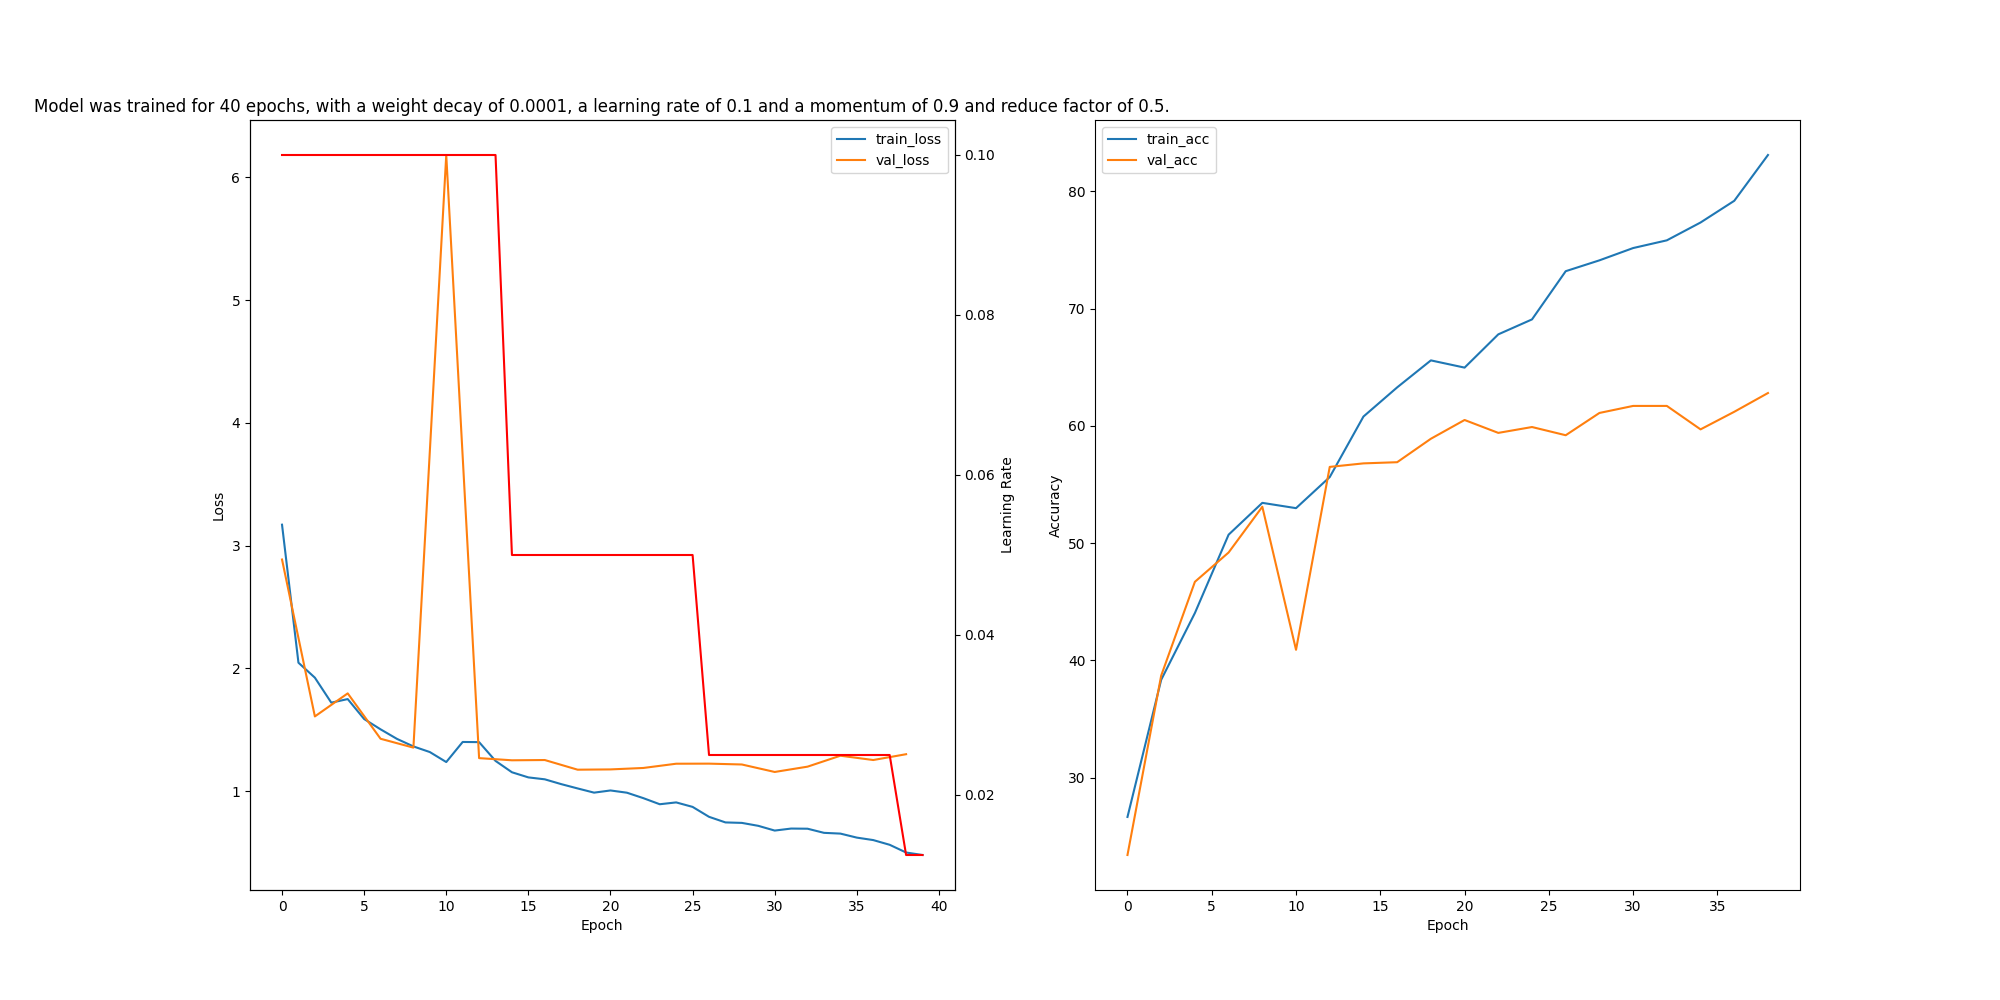 Model was trained for 40 epochs, with a weight decay of 0.0001, a learning rate of 0.1 and a momentum of 0.9 and reduce factor of 0.5.
train_loss
val_loss
6
5
4
3
2
1
Loss
0 5 10 15 20 25 30 35 40
Epoch
0.10
0.08
0.06
0.04
0.02
Learning Rate
train_acc
val_acc
80
70
60
50
40
30
Accuracy
0 5 10 15 20 25 30 35
Epoch